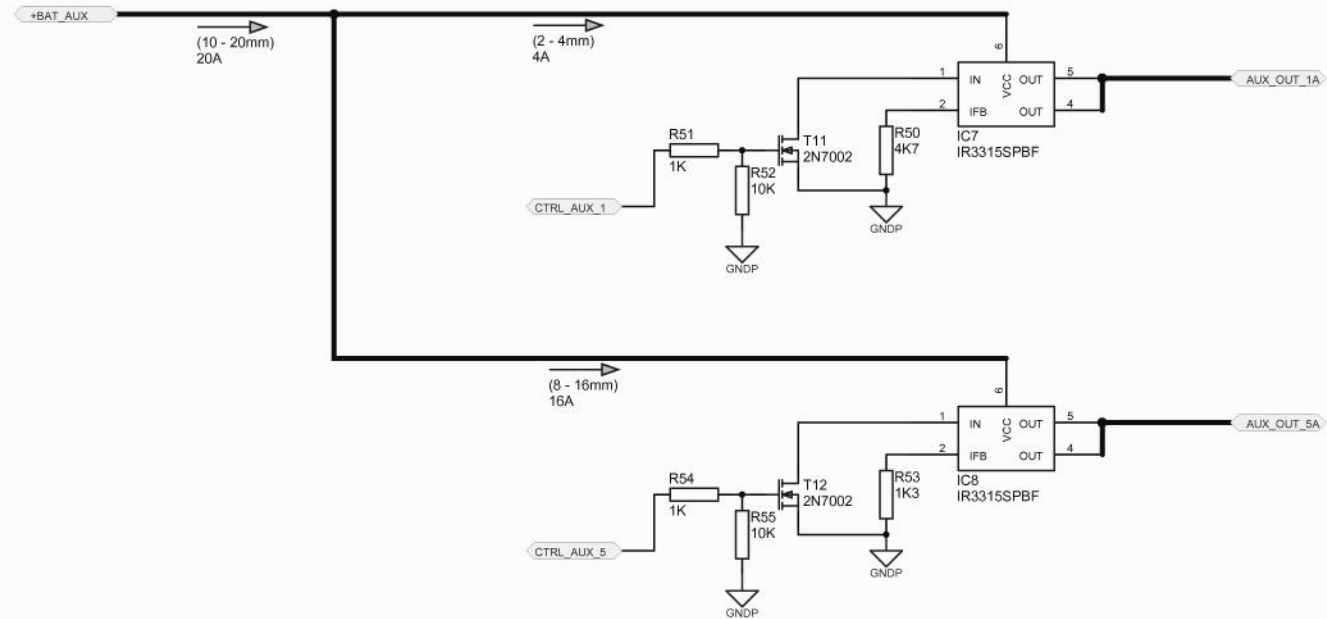 +BAT_AUX
(10 - 20mm)
20A
(2 - 4mm)
4A
6
1
IN
VCC
OUT
5
AUX_OUT_1A
2
IFB
OUT
4
IC7
IR3315SPBF
R50
4K7
R51
1K
T11
2N7002
R52
10K
CTRL_AUX_1
GNDP
GNDP
(8 - 16mm)
16A
6
1
IN
VCC
OUT
5
AUX_OUT_5A
2
IFB
OUT
4
IC8
IR3315SPBF
R53
1K3
R54
1K
T12
2N7002
R55
10K
CTRL_AUX_5
GNDP
GNDP